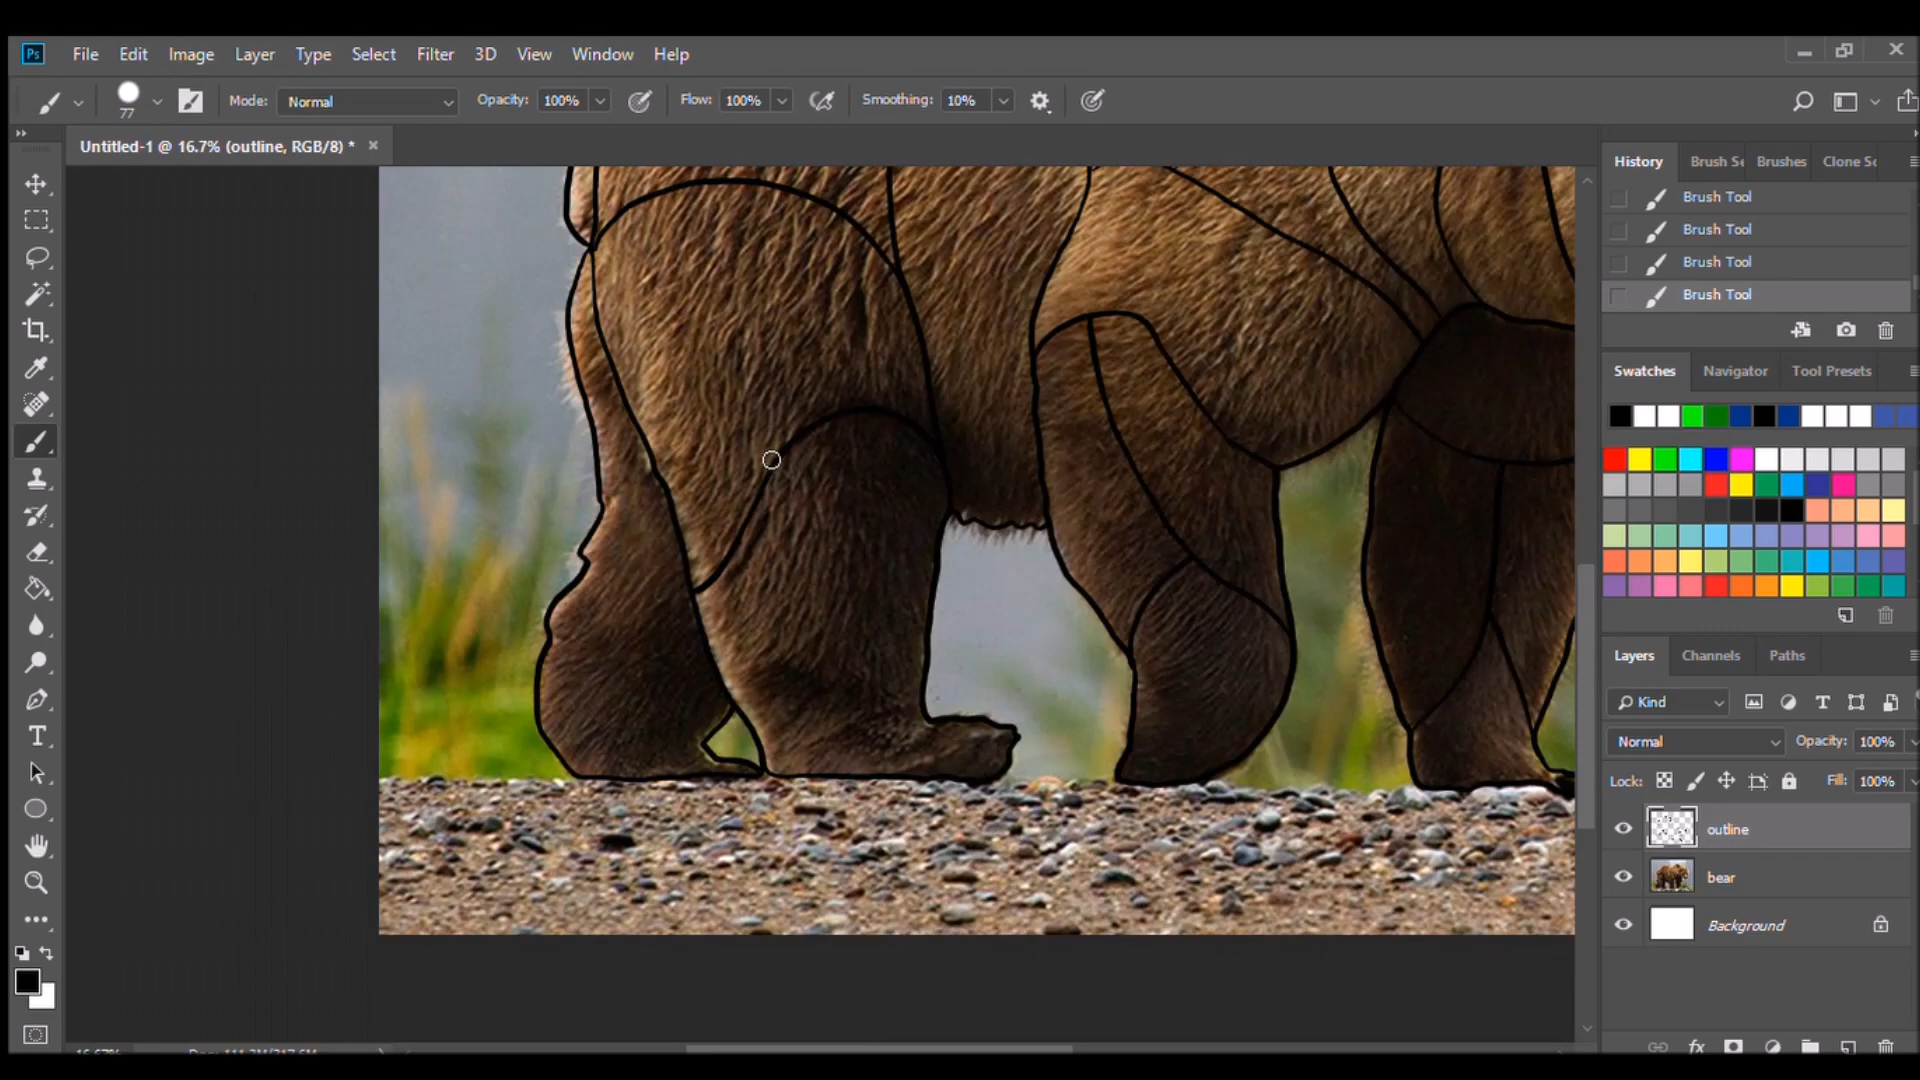 Ps File Edit Image Layer Type Select Filter 3D View Window Help
77 Mode: Normal Opacity: 100% Flow: 100% Smoothing: 10%
Untitled-1 @ 16.7% (outline, RGB/8) *
History Brush Se Brushes Clone So
Brush Tool
Brush Tool
Brush Tool
Brush Tool
Swatches Navigator Tool Presets
Layers Channels Paths
Kind
Normal Opacity: 100%
Lock: Fill: 100%
outline
bear
Background
fx